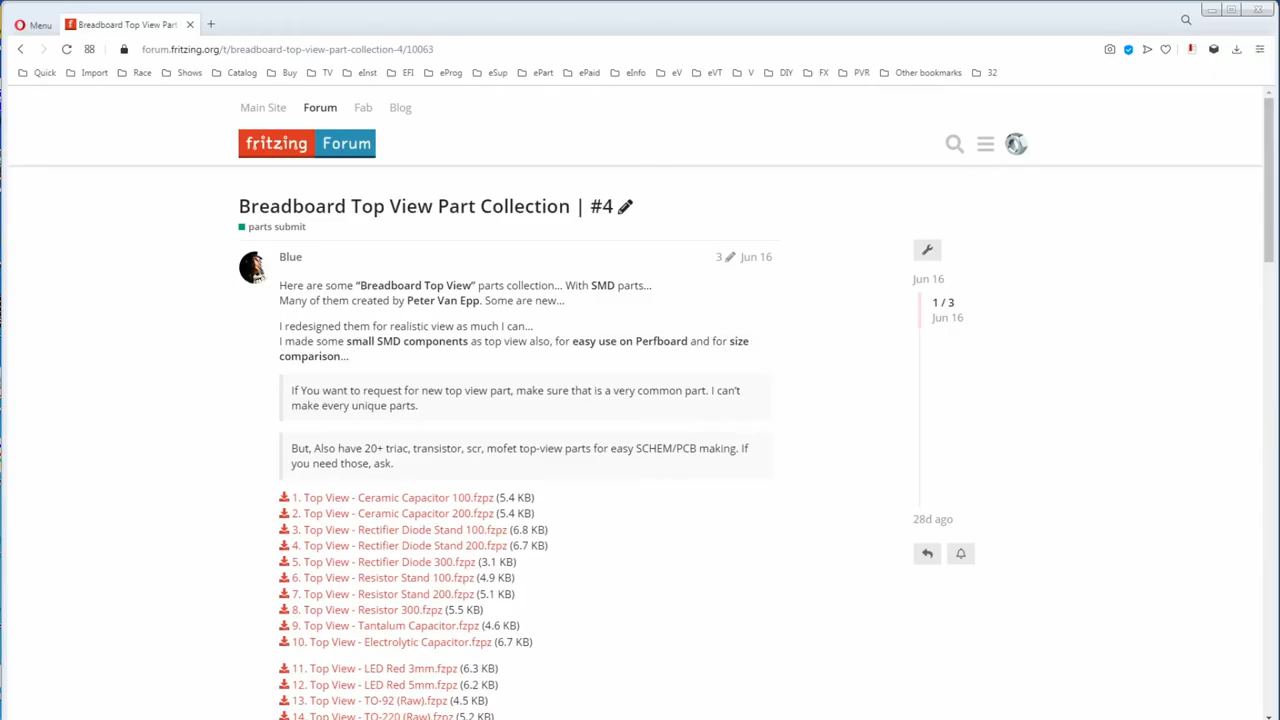 Menu
Breadboard Top View Part
forum.fritzing.org/t/breadboard-top-view-part-collection-4/10063
Quick Import Race Shows Catalog Buy TV eInst EFI eProg eSup ePart ePaid eInfo eV eVT V DIY FX PVR Other bookmarks 32
Main Site Forum Fab Blog
fritzing Forum
Breadboard Top View Part Collection | #4
parts submit
Blue 3 Jun 16
Here are some “Breadboard Top View” parts collection... With SMD parts...
Many of them created by Peter Van Epp. Some are new...
I redesigned them for realistic view as much I can...
I made some small SMD components as top view also, for easy use on Perfboard and for size
comparison...
If You want to request for new top view part, make sure that is a very common part. I can't
make every unique parts.
But, Also have 20+ triac, transistor, scr, mofet top-view parts for easy SCHEM/PCB making. If
you need those, ask.
1. Top View - Ceramic Capacitor 100.fzpz (5.4 KB)
2. Top View - Ceramic Capacitor 200.fzpz (5.4 KB)
3. Top View - Rectifier Diode Stand 100.fzpz (6.8 KB)
4. Top View - Rectifier Diode Stand 200.fzpz (6.7 KB)
5. Top View - Rectifier Diode 300.fzpz (3.1 KB)
6. Top View - Resistor Stand 100.fzpz (4.9 KB)
7. Top View - Resistor Stand 200.fzpz (5.1 KB)
8. Top View - Resistor 300.fzpz (5.5 KB)
9. Top View - Tantalum Capacitor.fzpz (4.6 KB)
10. Top View - Electrolytic Capacitor.fzpz (6.7 KB)
11. Top View - LED Red 3mm.fzpz (6.3 KB)
12. Top View - LED Red 5mm.fzpz (6.2 KB)
13. Top View - TO-92 (Raw).fzpz (4.5 KB)
14. Top View - TO-220 (Raw).fzpz (5.2 KB)
Jun 16
1 / 3
Jun 16
28d ago